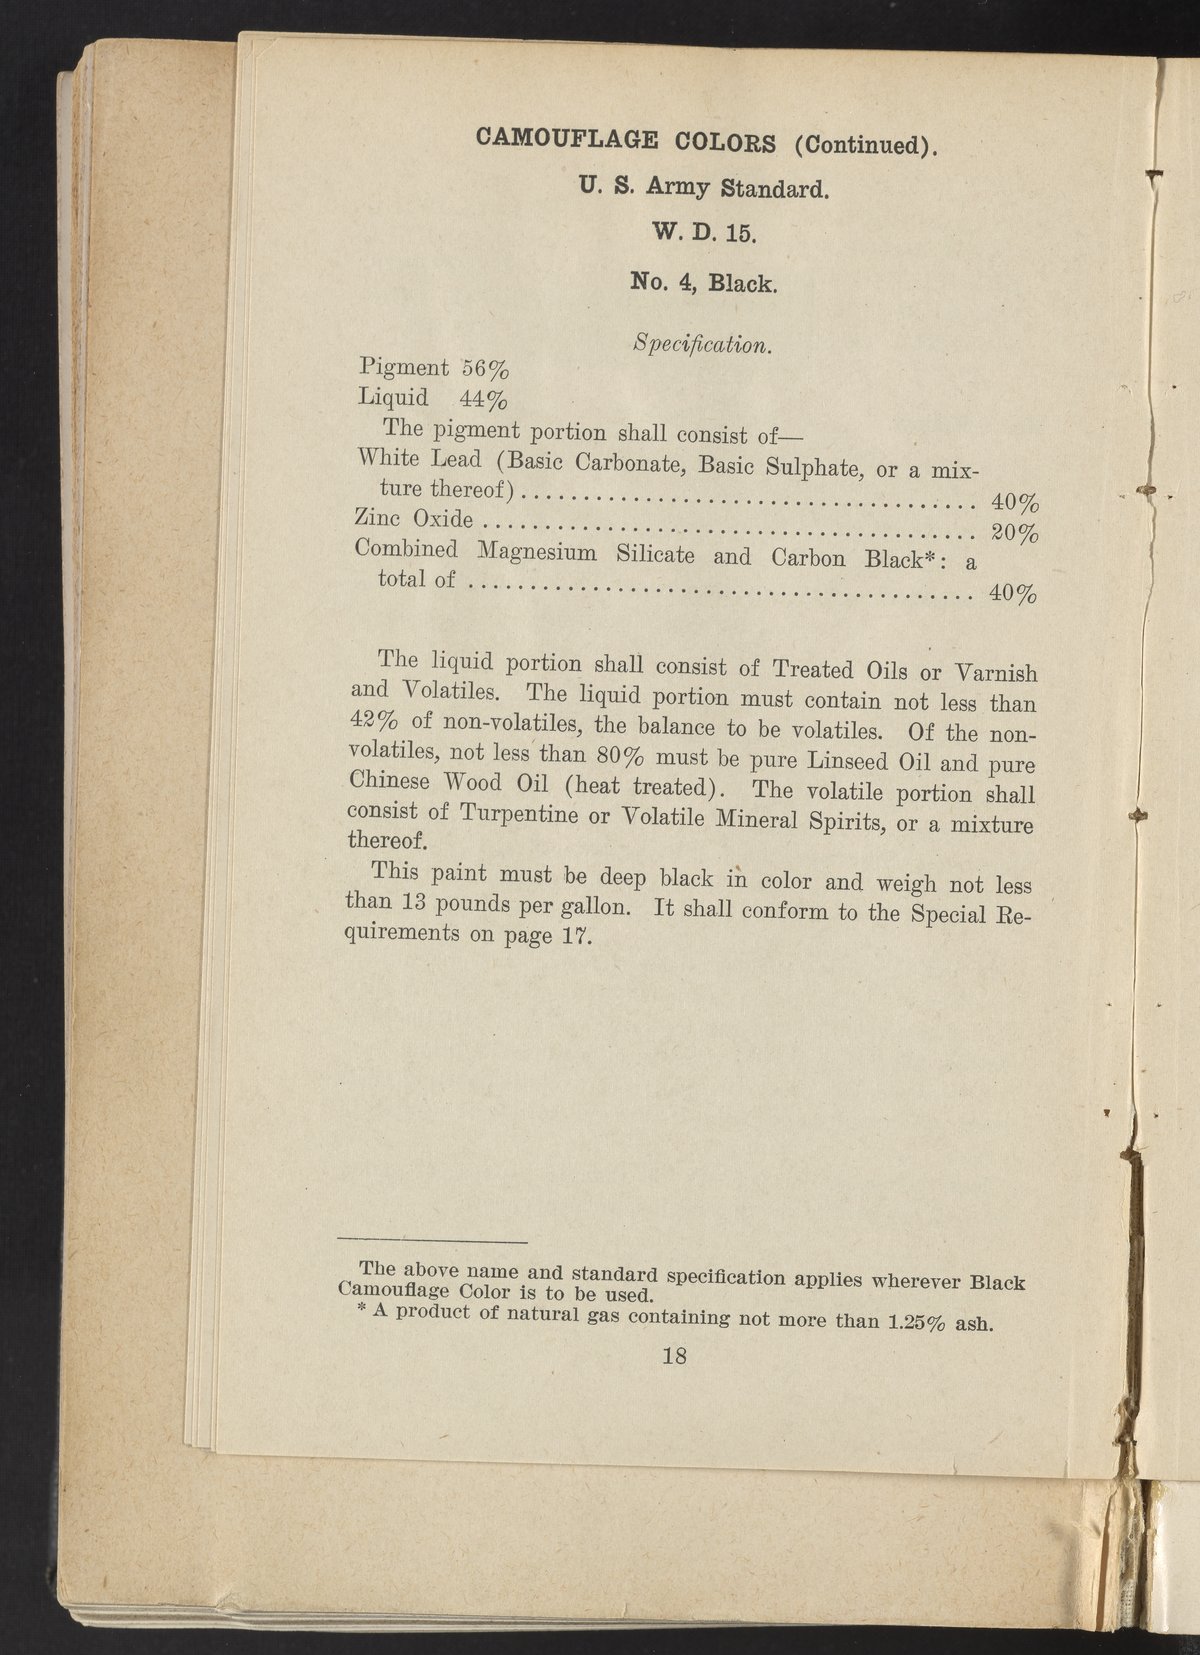 CAMOUFLAGE COLORS (Continued).
U. S. Army Standard.
W. D. 15.
No. 4, Black.
Specification.
Pigment 56%
Liquid 44%
The pigment portion shall consist of—
White Lead (Basic Carbonate, Basic Sulphate, or a mix-
ture thereof) ..................................... 40%
Zinc Oxide ........................................ 20%
Combined Magnesium Silicate and Carbon Black*: a
total of .......................................... 40%
The liquid portion shall consist of Treated Oils or Varnish
and Volatiles. The liquid portion must contain not less than
42% of non-volatiles, the balance to be volatiles. Of the non-
volatiles, not less than 80% must be pure Linseed Oil and pure
Chinese Wood Oil (heat treated). The volatile portion shall
consist of Turpentine or Volatile Mineral Spirits, or a mixture
thereof.
This paint must be deep black in color and weigh not less
than 13 pounds per gallon. It shall conform to the Special Re-
quirements on page 17.
The above name and standard specification applies wherever Black
Camouflage Color is to be used.
* A product of natural gas containing not more than 1.25% ash.
18